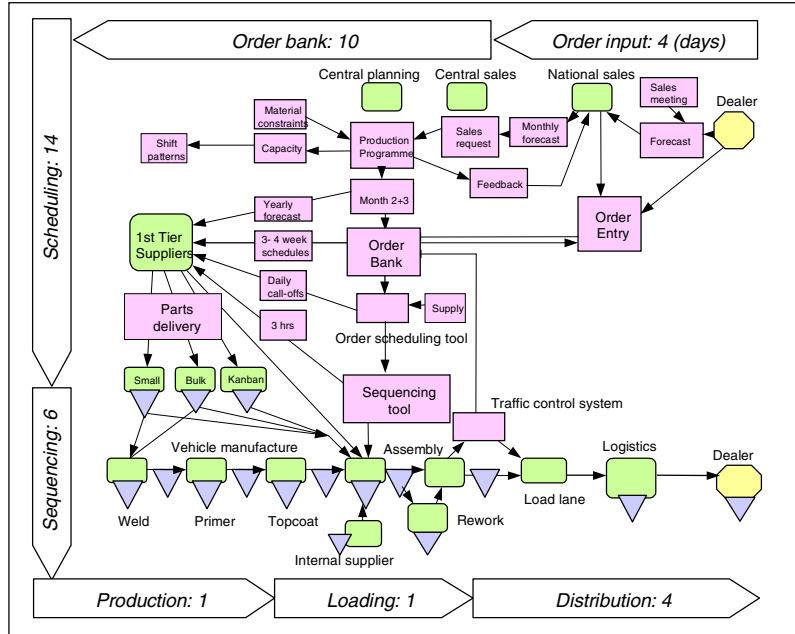 Order bank: 10
Order input: 4 (days)
Scheduling: 14
Sequencing: 6
Central planning
Central sales
National sales
Sales
meeting
Dealer
Material
constraints
Shift
patterns
Capacity
Production
Programme
Sales
request
Monthly
forecast
Forecast
Feedback
Yearly
forecast
Month 2+3
Order
Entry
1st Tier
Suppliers
3- 4 week
schedules
Order
Bank
Daily
call-offs
Supply
Parts
delivery
3 hrs
Order scheduling tool
Small
Bulk
Kanban
Sequencing
tool
Traffic control system
Vehicle manufacture
Assembly
Logistics
Dealer
Weld
Primer
Topcoat
Rework
Load lane
Internal supplier
Production: 1
Loading: 1
Distribution: 4